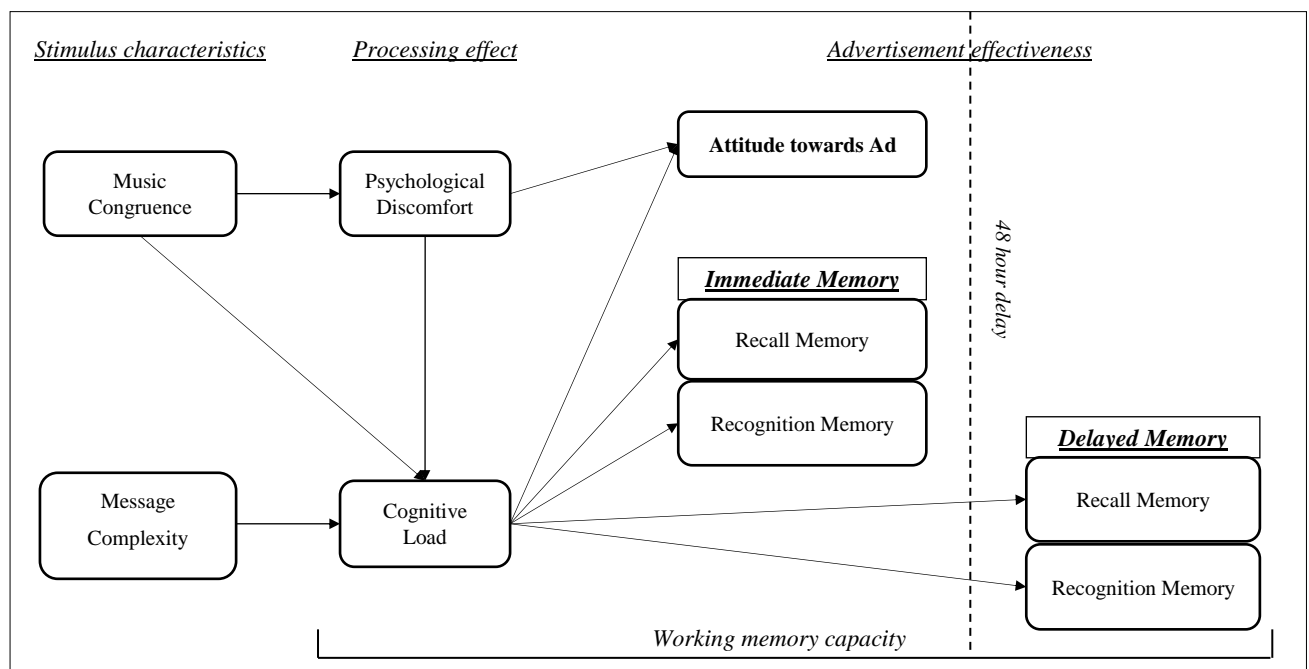 Stimulus characteristics
Processing effect
Advertisement effectiveness
Attitude towards Ad
Music
Congruence
Psychological
Discomfort
48 hour delay
Immediate Memory
Recall Memory
Recognition Memory
Delayed Memory
Message
Complexity
Cognitive
Load
Recall Memory
Recognition Memory
Working memory capacity